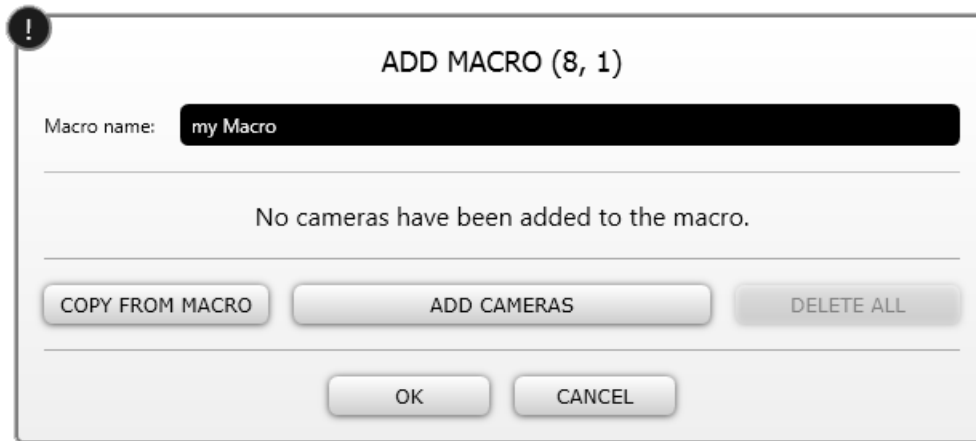 !
ADD MACRO (8, 1)
Macro name: my Macro
No cameras have been added to the macro.
COPY FROM MACRO ADD CAMERAS DELETE ALL
OK CANCEL